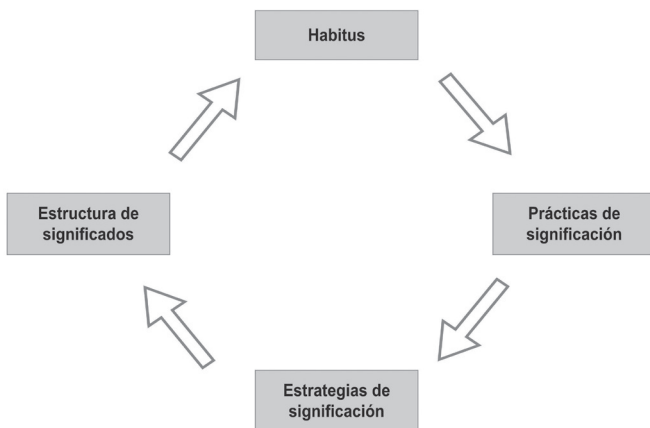 Habitus
Estructura de
significados
Prácticas de
significación
Estrategias de
significación